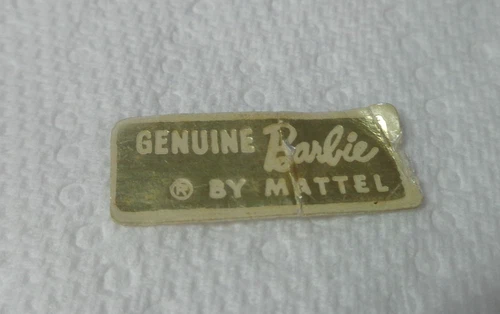 GENUINE Barbie
® BY MATTEL